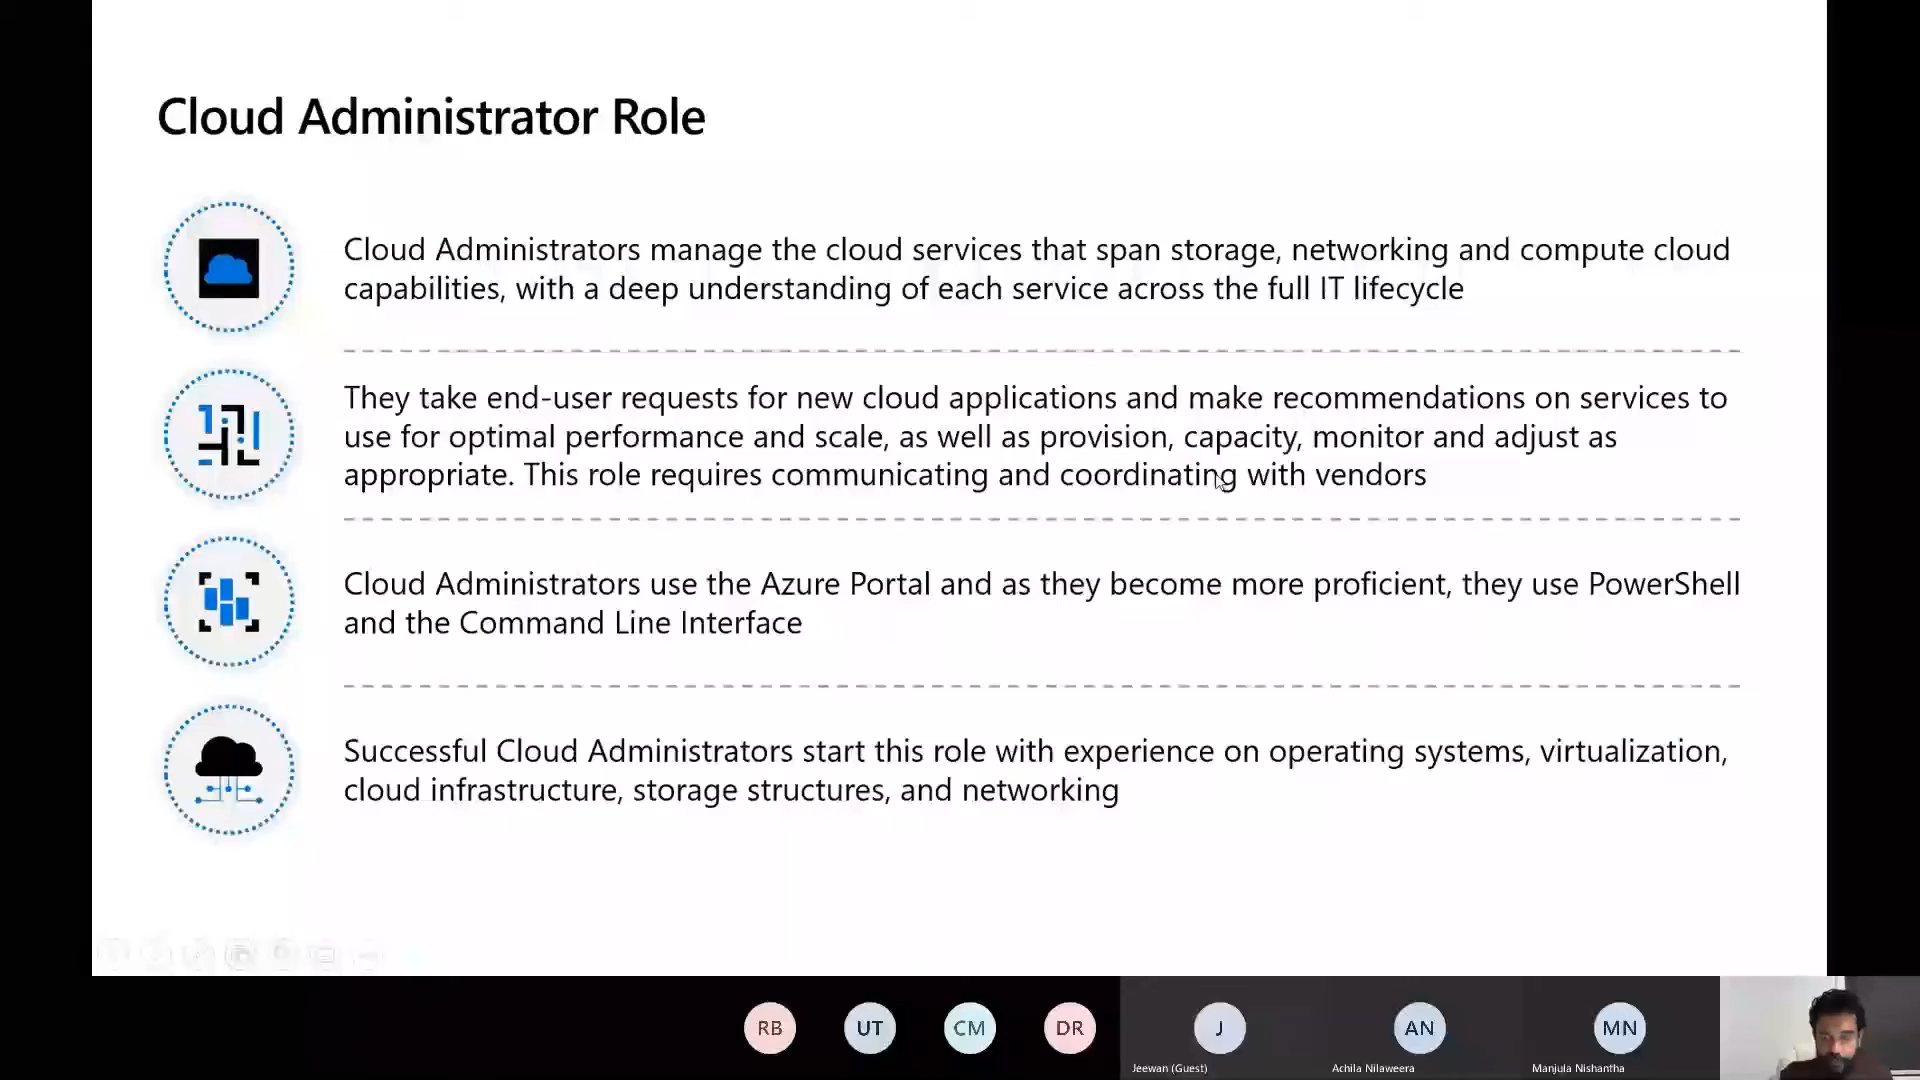 Cloud Administrator Role
Cloud Administrators manage the cloud services that span storage, networking and compute cloud
capabilities, with a deep understanding of each service across the full IT lifecycle
They take end-user requests for new cloud applications and make recommendations on services to
use for optimal performance and scale, as well as provision, capacity, monitor and adjust as
appropriate. This role requires communicating and coordinating with vendors
Cloud Administrators use the Azure Portal and as they become more proficient, they use PowerShell
and the Command Line Interface
Successful Cloud Administrators start this role with experience on operating systems, virtualization,
cloud infrastructure, storage structures, and networking
RB
UT
CM
DR
J
AN
MN
Jeewan (Guest)
Achila Nilaweera
Manjula Nishantha